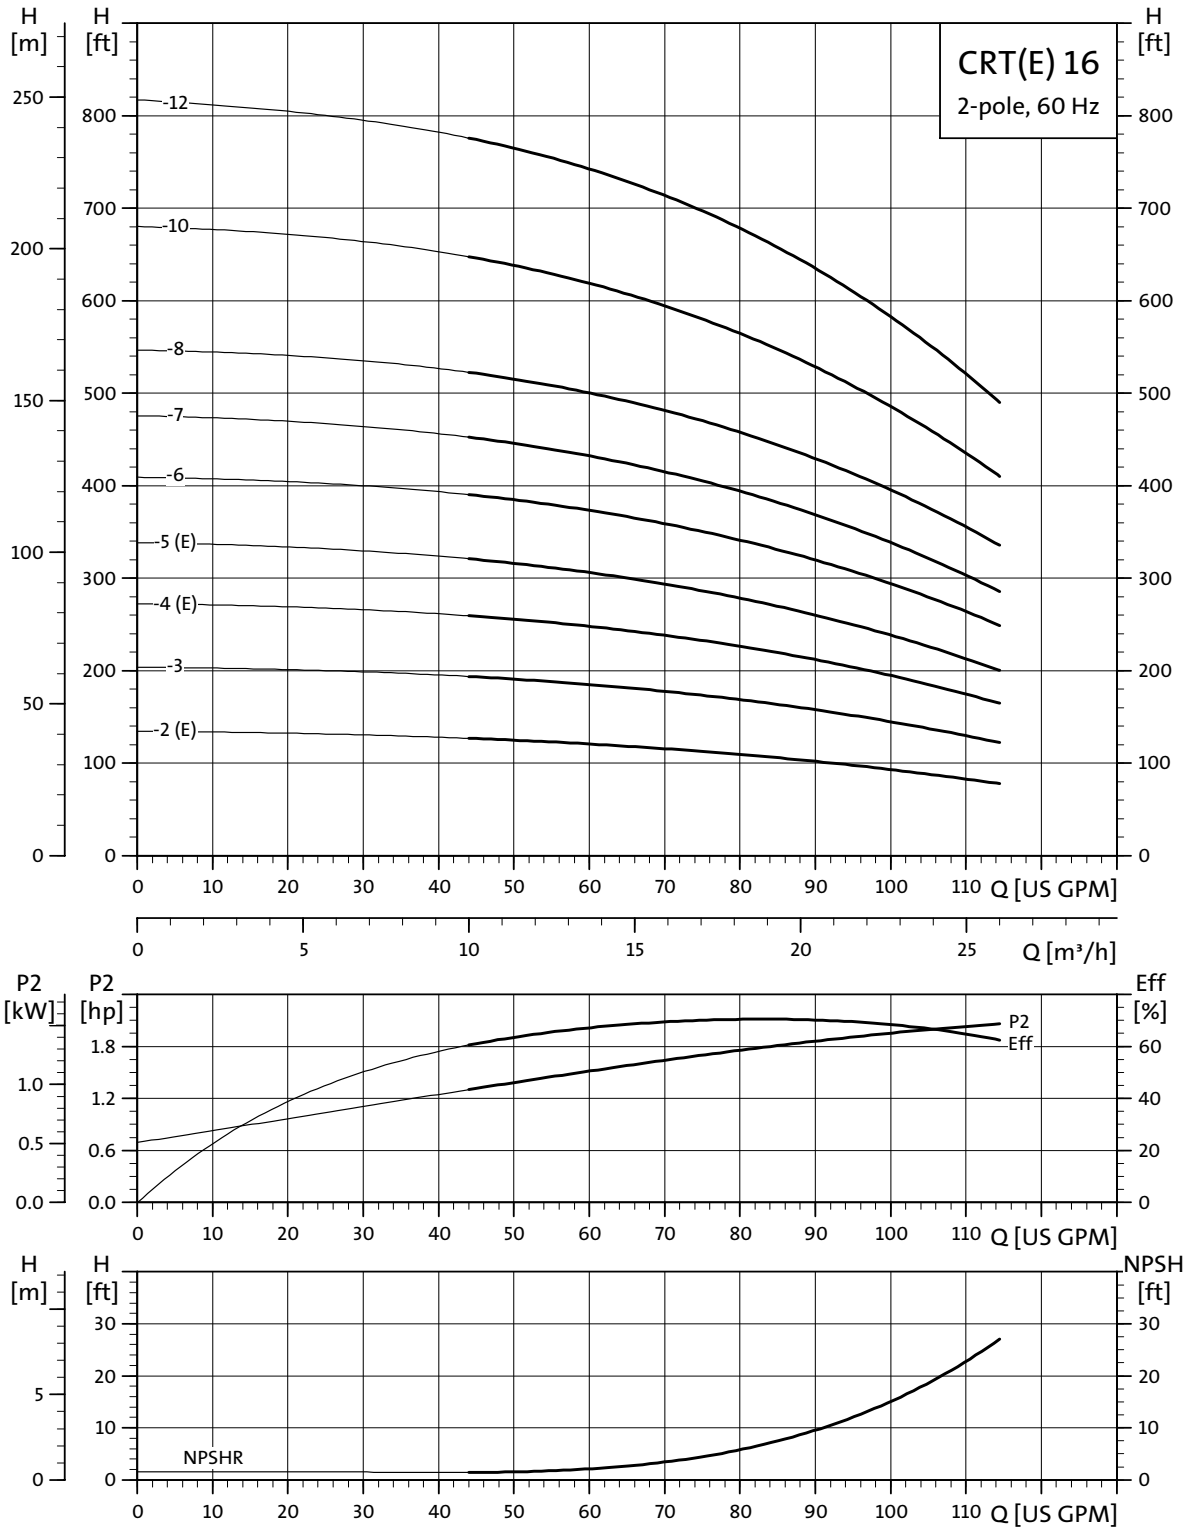 H H H
[m] [ft] [ft]
CRT(E) 16
2-pole, 60 Hz
250
-12
800 800
700 700
-10
200
600 600
-8
500 500
150
-7
-6
400 400
-5 (E)
100
300 300
-4 (E)
-3
200 200
50
-2 (E)
100 100
0 0 0
0 10 20 30 40 50 60 70 80 90 100 110 Q [US GPM]
0 5 10 15 20 25 Q [m³/h]
P2 P2 Eff
[kW] [hp] [%]
P2
Eff
1.8 60
1.0
1.2 40
0.5
0.6 20
0.0 0.0 0
0 10 20 30 40 50 60 70 80 90 100 110 Q [US GPM]
H H NPSH
[m] [ft] [ft]
30 30
5
20 20
10 10
NPSHR
0 0 0
0 10 20 30 40 50 60 70 80 90 100 110 Q [US GPM]